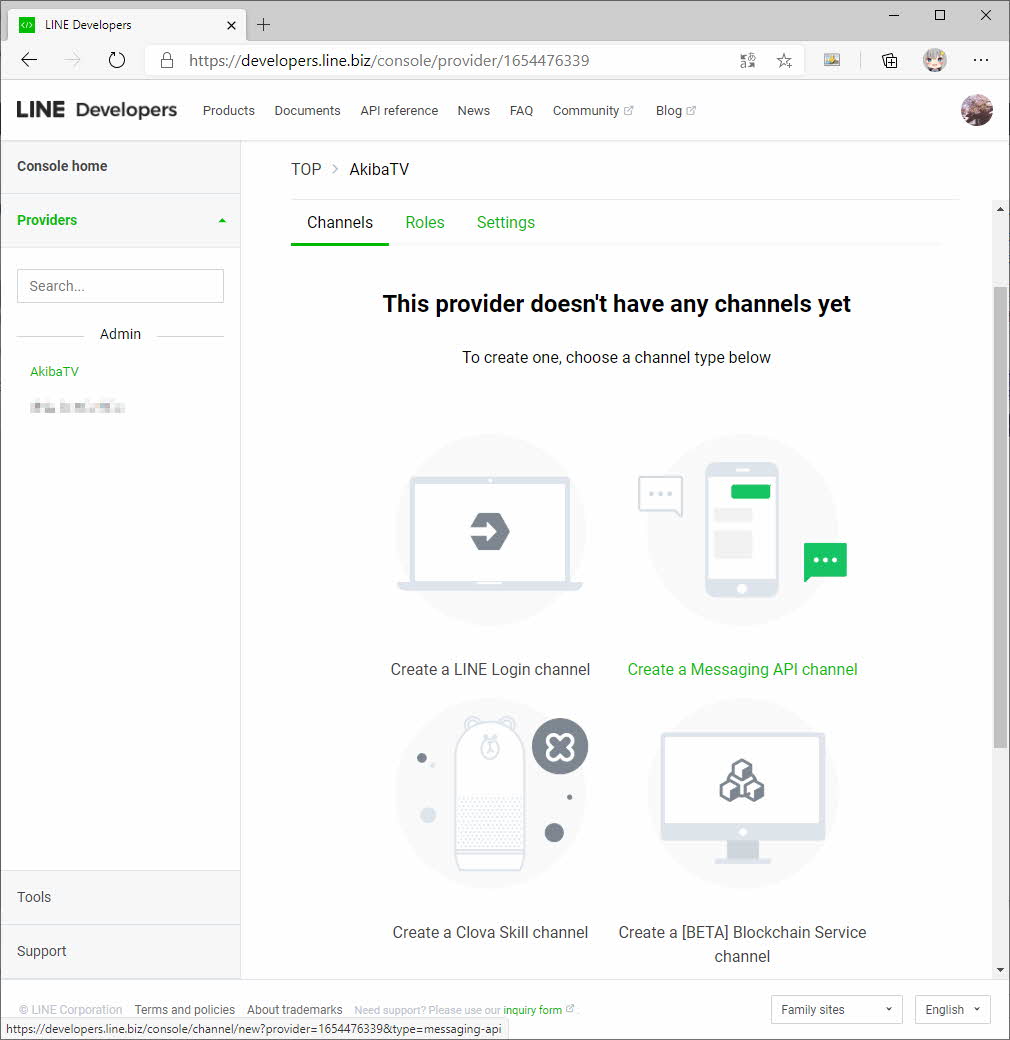 LINE Developers
https://developers.line.biz/console/provider/1654476339
LINE Developers Products Documents API reference News FAQ Community Blog
Console home
Providers
Search...
Admin
AkibaTV
Tools
Support
TOP > AkibaTV
Channels Roles Settings
This provider doesn't have any channels yet
To create one, choose a channel type below
Create a LINE Login channel
Create a Messaging API channel
Create a Clova Skill channel
Create a [BETA] Blockchain Service
channel
© LINE Corporation Terms and policies About trademarks Need support? Please use our inquiry form.
Family sites
English
https://developers.line.biz/console/channel/new?provider=1654476339&type=messaging-api